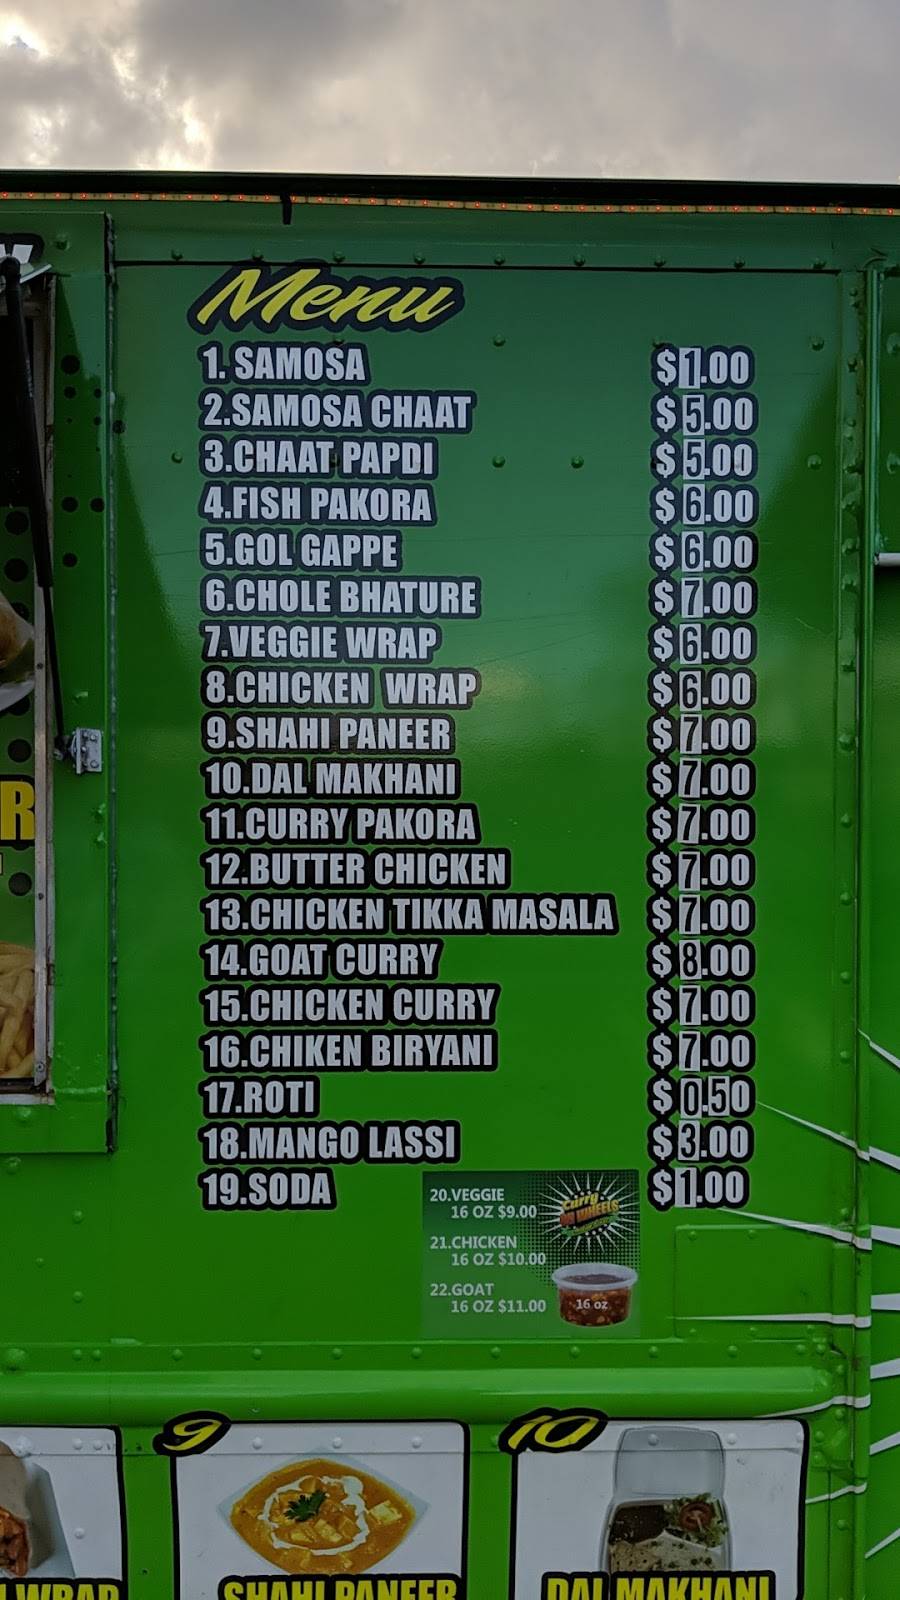 Menu
1. SAMOSA $1.00
2.SAMOSA CHAAT $5.00
3.CHAAT PAPDI $5.00
4.FISH PAKORA $6.00
5.GOL GAPPE $6.00
6.CHOLE BHATURE $7.00
7.VEGGIE WRAP $6.00
8.CHICKEN WRAP $6.00
9.SHAHI PANEER $7.00
10.DAL MAKHANI $7.00
11.CURRY PAKORA $7.00
12.BUTTER CHICKEN $7.00
13.CHICKEN TIKKA MASALA $7.00
14.GOAT CURRY $8.00
15.CHICKEN CURRY $7.00
16.CHIKEN BIRYANI $7.00
17.ROTI $0.50
18.MANGO LASSI $3.00
19.SODA $1.00
20.VEGGIE
16 OZ $9.00
21.CHICKEN
16 OZ $10.00
22.GOAT
16 OZ $11.00
Curry
ON WHEELS
16 oz
R
9
10
WRAP
SHAHI PANEER
DAL MAKHANI